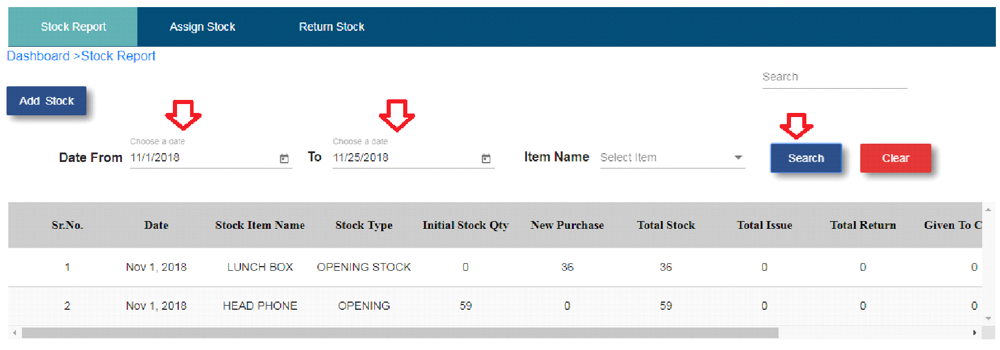 Stock Report Assign Stock Return Stock
Dashboard >Stock Report
Search
Add Stock
Choose a date Choose a date
Date From 11/1/2018 To 11/25/2018 Item Name Select Item Search Clear
Sr.No. Date Stock Item Name Stock Type Initial Stock Qty New Purchase Total Stock Total Issue Total Return Given To C
1 Nov 1, 2018 LUNCH BOX OPENING STOCK 0 36 36 0 0 0
2 Nov 1, 2018 HEAD PHONE OPENING 59 0 59 0 0 0